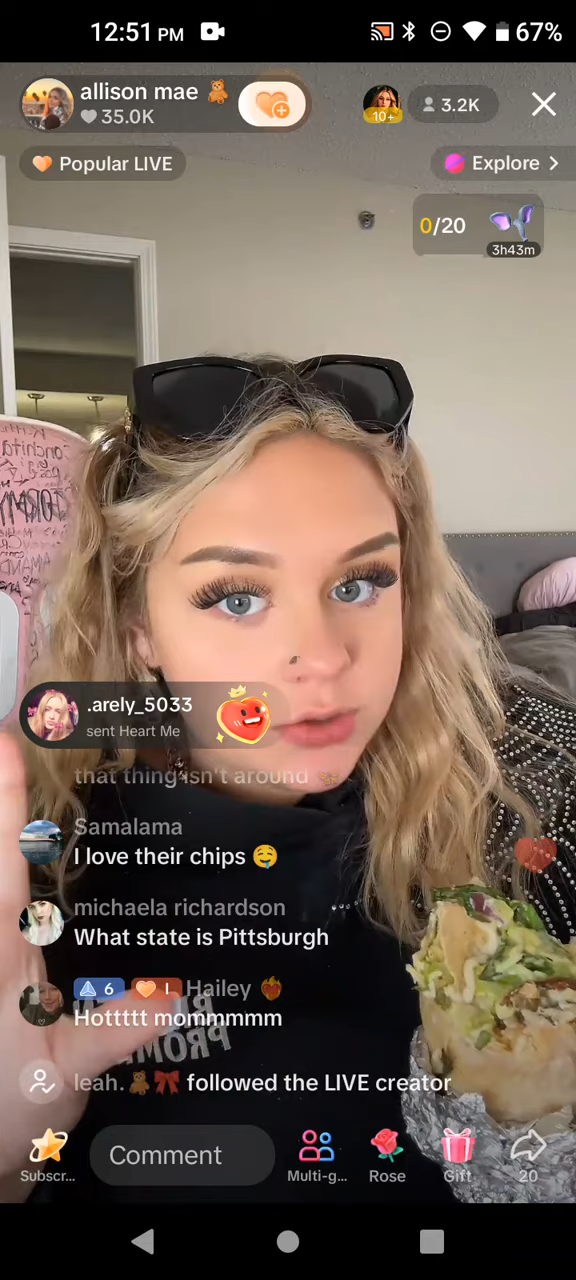 12:51 PM
67%
allison mae 🧸
35.0K
10+
3.2K
Popular LIVE
Explore >
0/20
3h43m
.arely_5033
sent Heart Me
that thing isn't around
Samalama
I love their chips 🤤
michaela richardson
What state is Pittsburgh
6 I Hailey ❤️‍🔥
Hottttt mommmmm
leah.🧸🎀 followed the LIVE creator
Comment
Subscr...
Multi-g...
Rose
Gift
20